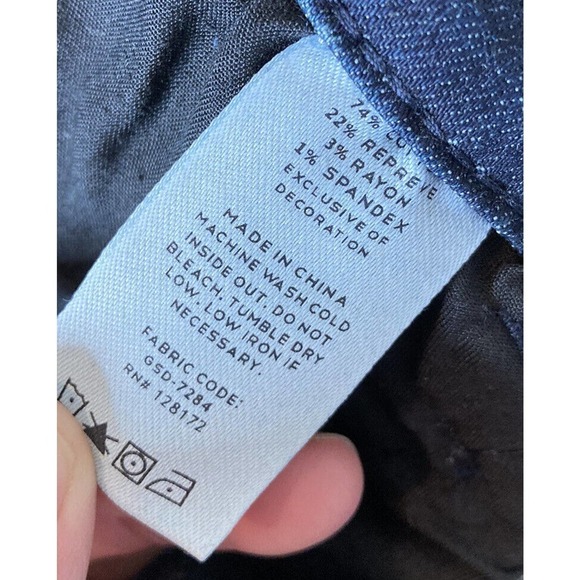 74%
22% REPREVE
3% RAYON
1% SPANDEX
EXCLUSIVE OF
DECORATION
MADE IN CHINA
MACHINE WASH COLD
INSIDE OUT. DO NOT
BLEACH, TUMBLE DRY
LOW. LOW IRON IF
NECESSARY.
FABRIC CODE:
GSD-7284
RN# 128172